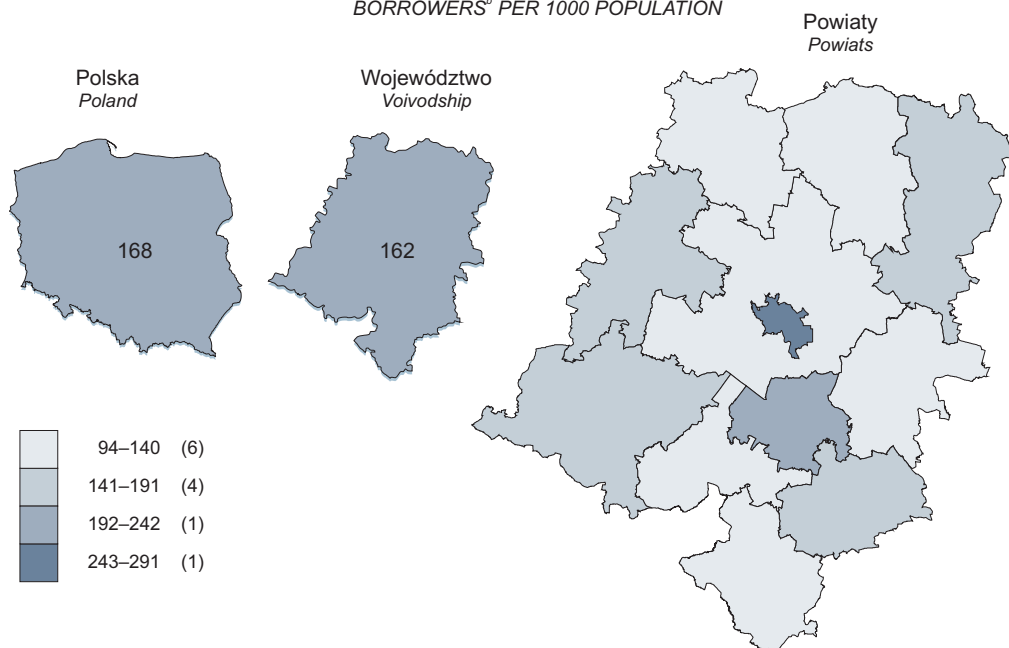 BORROWERSᵇ PER 1000 POPULATION
Powiaty
Powiats
Polska
Poland
Województwo
Voivodship
168
162
94–140 (6)
141–191 (4)
192–242 (1)
243–291 (1)